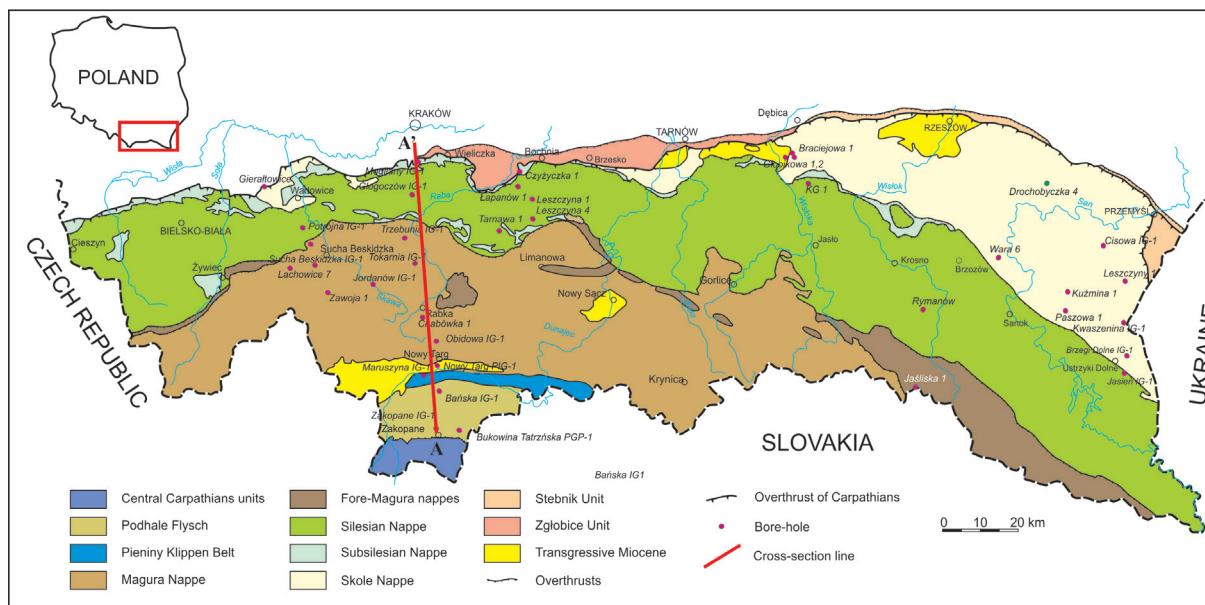 POLAND
KRAKÓW
A'
Wisła
Soła
Wieliczka
Bochnia
Brzesko
TARNÓW
Dębica
RZESZÓW
Braciejowa 1
Gierałtowice
Wadowice
Głogoczów IG-1
Raba
Czyżyczka 1
Łapanów 1
Leszczyna 1
Leszczyna 4
Tarnawa 1
KG 1
Wisłok
Drochobyczka 4
San
PRZEMYŚL
Cieszyn
BIELSKO-BIAŁA
Potrójna IG-1
Trzebunia IG-1
Sucha Beskidzka
Sucha Beskidzka IG-1
Tokarnia IG-1
Limanowa
Wisłoka
Jasło
Krosno
Brzozów
Wara 6
Cisowa IG-1
Żywiec
Lachowice 7
Jordanów IG-1
Zawoja 1
Skawa
Rabka
Chabówka 1
Obidowa IG-1
Nowy Sącz
Gorlice
Rymanów
Sanok
Leszczyny
Kuźmina 1
Paszowa 1
Kwaszenina IG-1
Brzegi Dolne IG-1
Ustrzyki Dolne
Jasień IG-1
CZECH REPUBLIC
UKRAINE
Dunajec
Nowy Targ
Nowy Targ PIG-1
Maruszyna IG-1
Bańska IG-1
Krynica
Jaśliska 1
Zakopane IG-1
Zakopane
A
Bukowina Tatrzńska PGP-1
SLOVAKIA
Bańska IG1
Central Carpathians units
Podhale Flysch
Pieniny Klippen Belt
Magura Nappe
Fore-Magura nappes
Silesian Nappe
Subsilesian Nappe
Skole Nappe
Stebnik Unit
Zgłobice Unit
Transgressive Miocene
Overthrusts
Overthrust of Carpathians
Bore-hole
Cross-section line
0 10 20 km